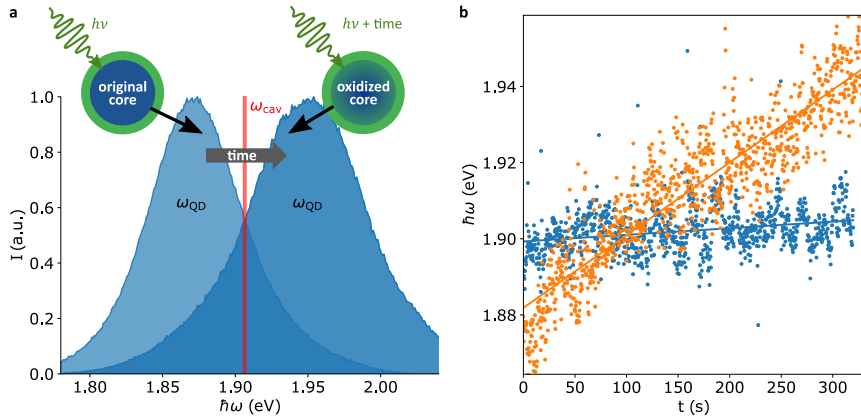 a
hν
hν + time
original
core
oxidized
core
ω_cav
time
ω_QD
ω_QD
I (a.u.)
1.0
0.8
0.6
0.4
0.2
0.0
1.80
1.85
1.90
1.95
2.00
ħω (eV)
b
ħω (eV)
1.94
1.92
1.90
1.88
0
50
100
150
200
250
300
t (s)